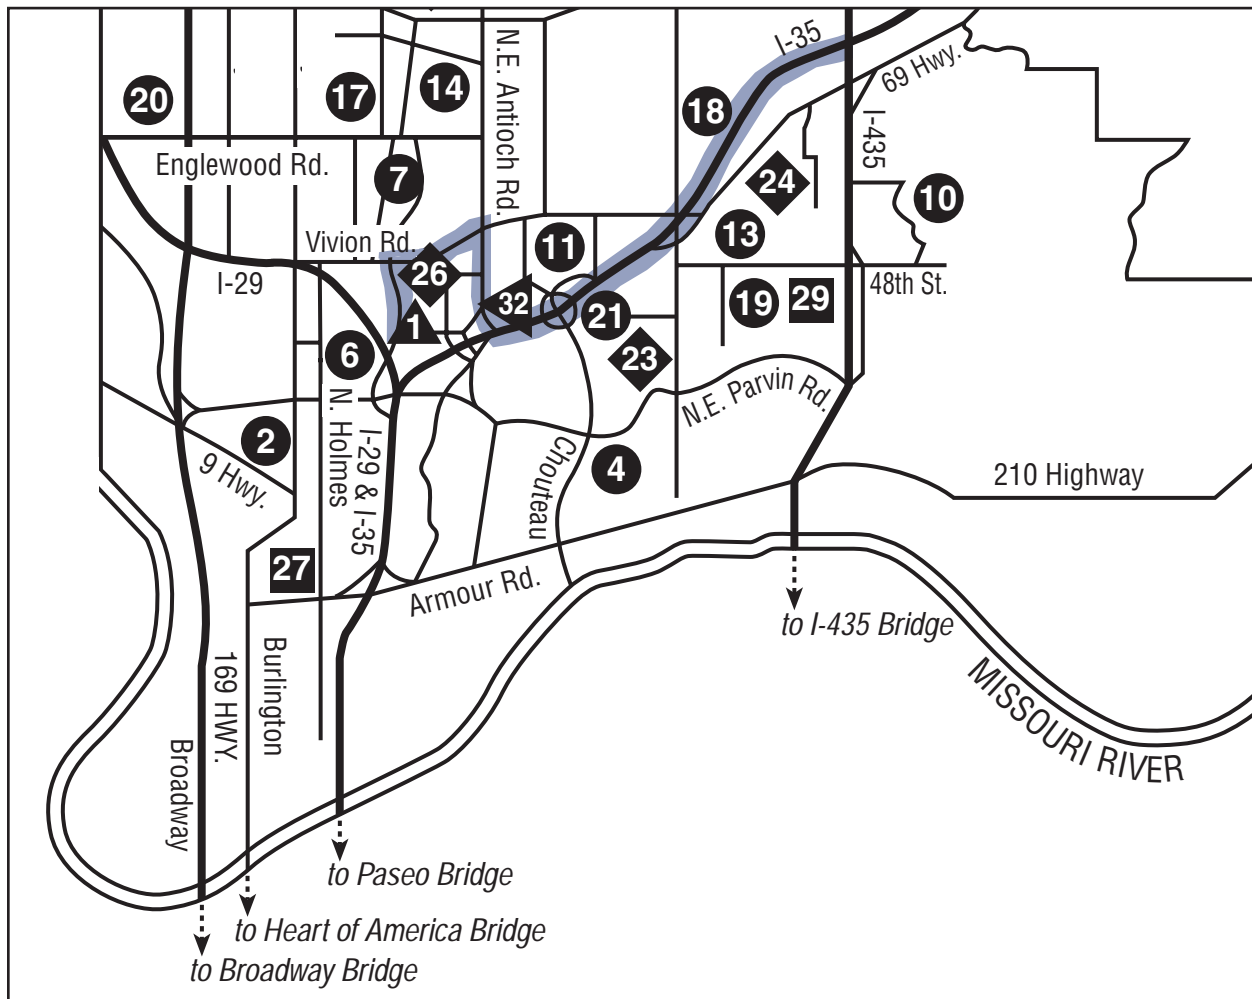 I-35
69 Hwy.
20
17
14
N.E. Antioch Rd.
18
I-435
Englewood Rd.
7
24
10
Vivion Rd.
11
13
26
I-29
48th St.
32
1
21
19
29
6
23
N. Holmes
N.E. Parvin Rd.
2
I-29 & I-35
Chouteau
4
9 Hwy.
210 Highway
27
Armour Rd.
to I-435 Bridge
Burlington
169 HWY.
MISSOURI RIVER
Broadway
to Paseo Bridge
to Heart of America Bridge
to Broadway Bridge